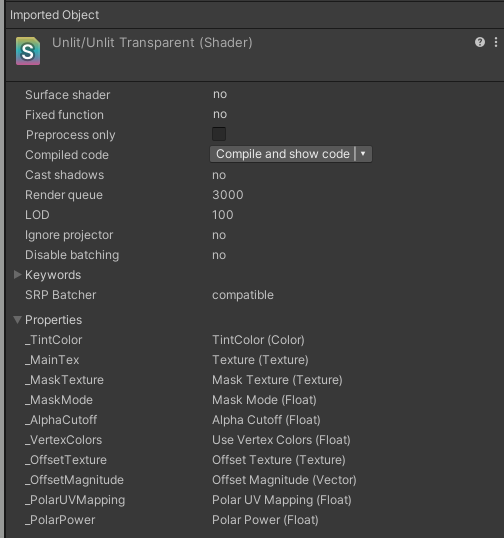 Imported Object
Unlit/Unlit Transparent (Shader)
Surface shader no
Fixed function no
Preprocess only
Compiled code Compile and show code
Cast shadows no
Render queue 3000
LOD 100
Ignore projector no
Disable batching no
Keywords
SRP Batcher compatible
Properties
_TintColor TintColor (Color)
_MainTex Texture (Texture)
_MaskTexture Mask Texture (Texture)
_MaskMode Mask Mode (Float)
_AlphaCutoff Alpha Cutoff (Float)
_VertexColors Use Vertex Colors (Float)
_OffsetTexture Offset Texture (Texture)
_OffsetMagnitude Offset Magnitude (Vector)
_PolarUVMapping Polar UV Mapping (Float)
_PolarPower Polar Power (Float)